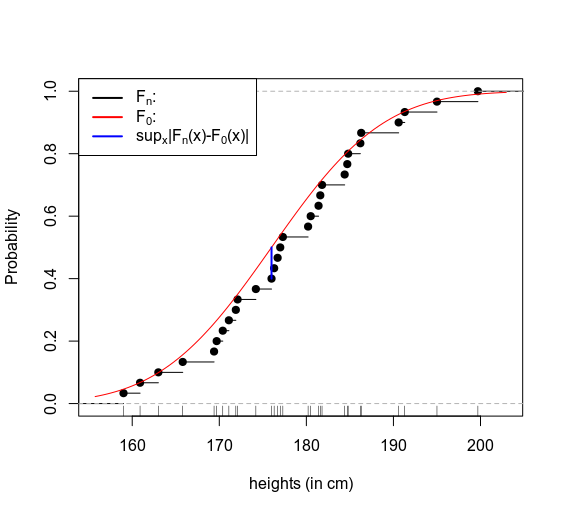 Fₙ:
F₀:
supₓ|Fₙ(x)-F₀(x)|
Probability
1.0
0.8
0.6
0.4
0.2
0.0
160 170 180 190 200
heights (in cm)